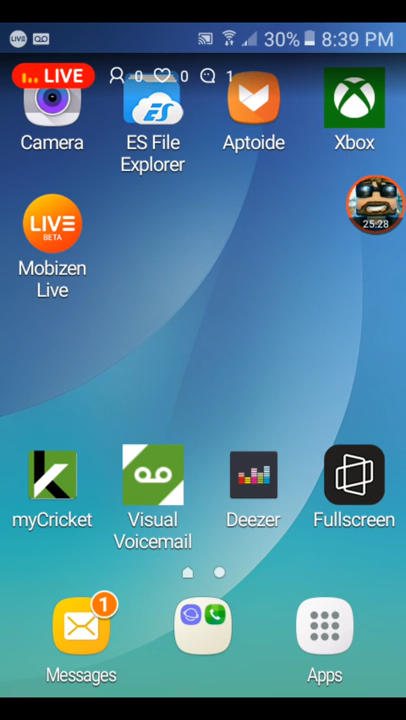 LIVE
30%
8:39 PM
LIVE
0
0
1
Camera
ES File
Explorer
Aptoide
Xbox
LIVE
BETA
25:28
Mobizen
Live
myCricket
Visual
Voicemail
Deezer
Fullscreen
1
Messages
Apps